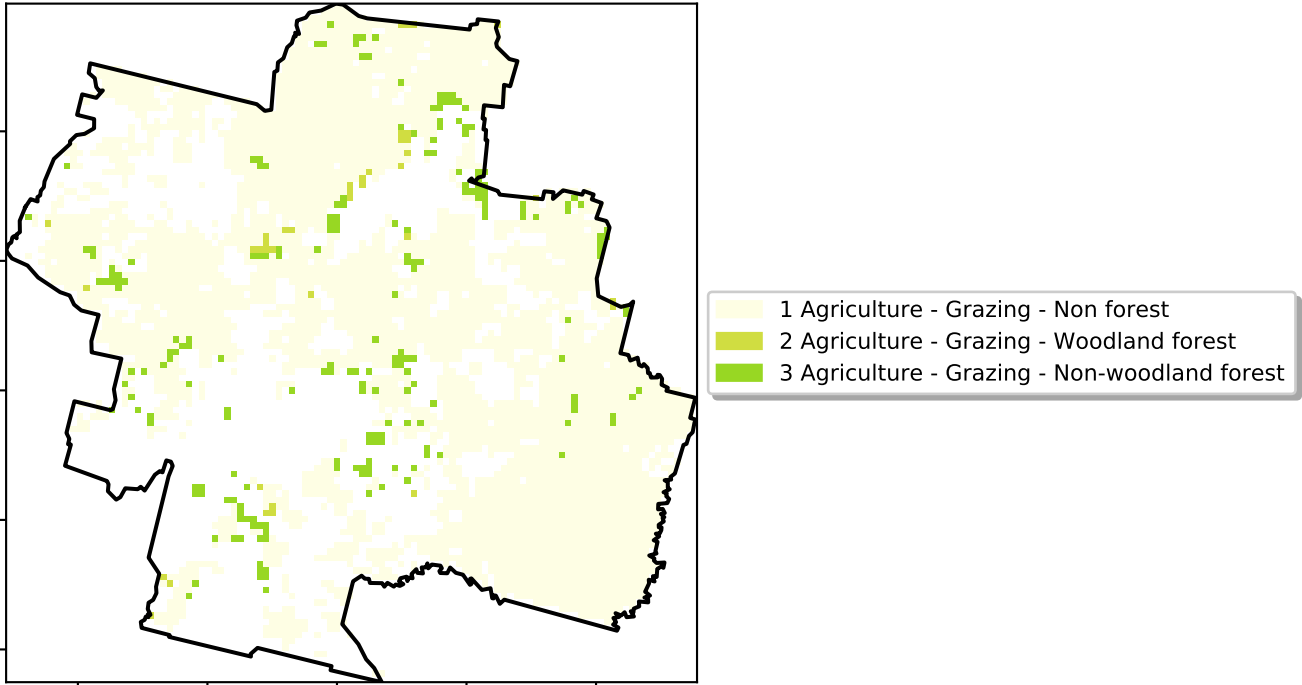 1 Agriculture - Grazing - Non forest
2 Agriculture - Grazing - Woodland forest
3 Agriculture - Grazing - Non-woodland forest